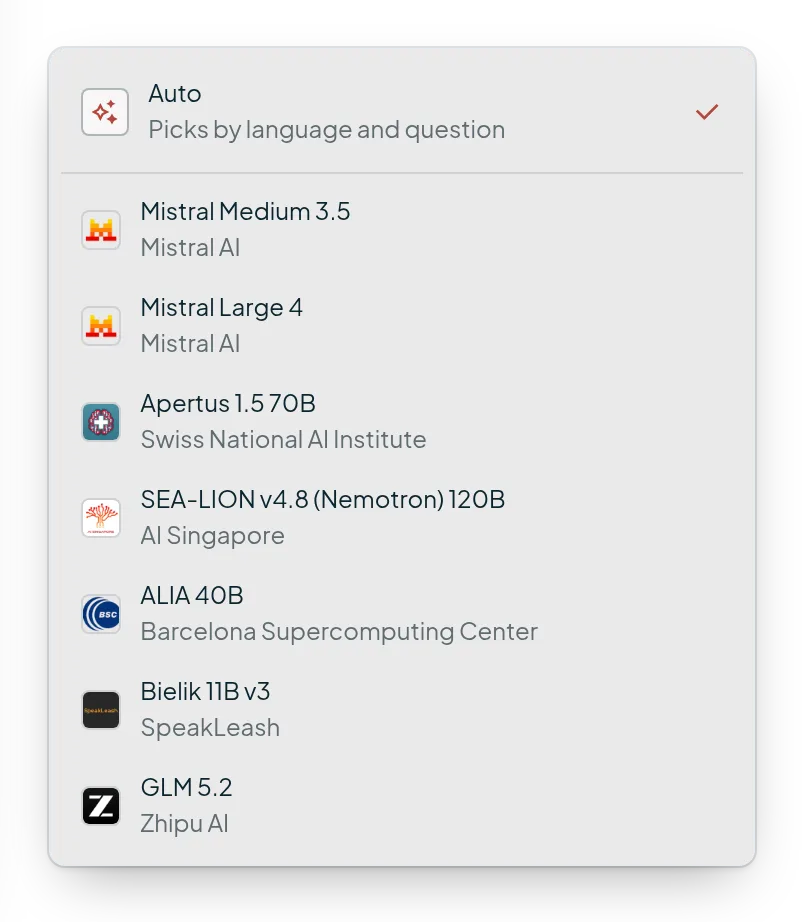 Auto
Picks by language and question
Mistral Medium 3.5
Mistral AI
Mistral Large 4
Mistral AI
Apertus 1.5 70B
Swiss National AI Institute
SEA-LION v4.8 (Nemotron) 120B
AI Singapore
BSC
ALIA 40B
Barcelona Supercomputing Center
SpeakLeash
Bielik 11B v3
SpeakLeash
GLM 5.2
Zhipu AI